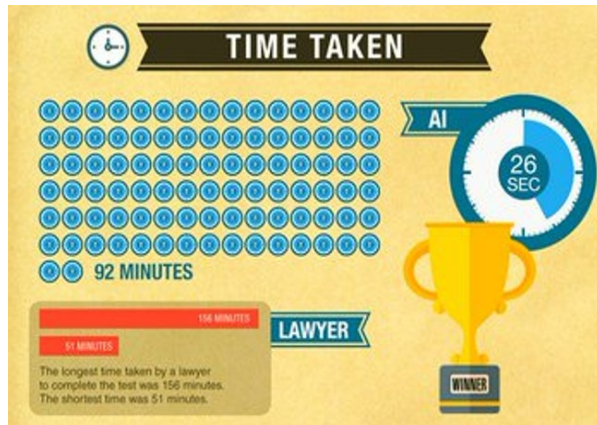 TIME TAKEN
AI
26
SEC
92 MINUTES
156 MINUTES
51 MINUTES
LAWYER
The longest time taken by a lawyer
to complete the test was 156 minutes.
The shortest time was 51 minutes.
WINNER